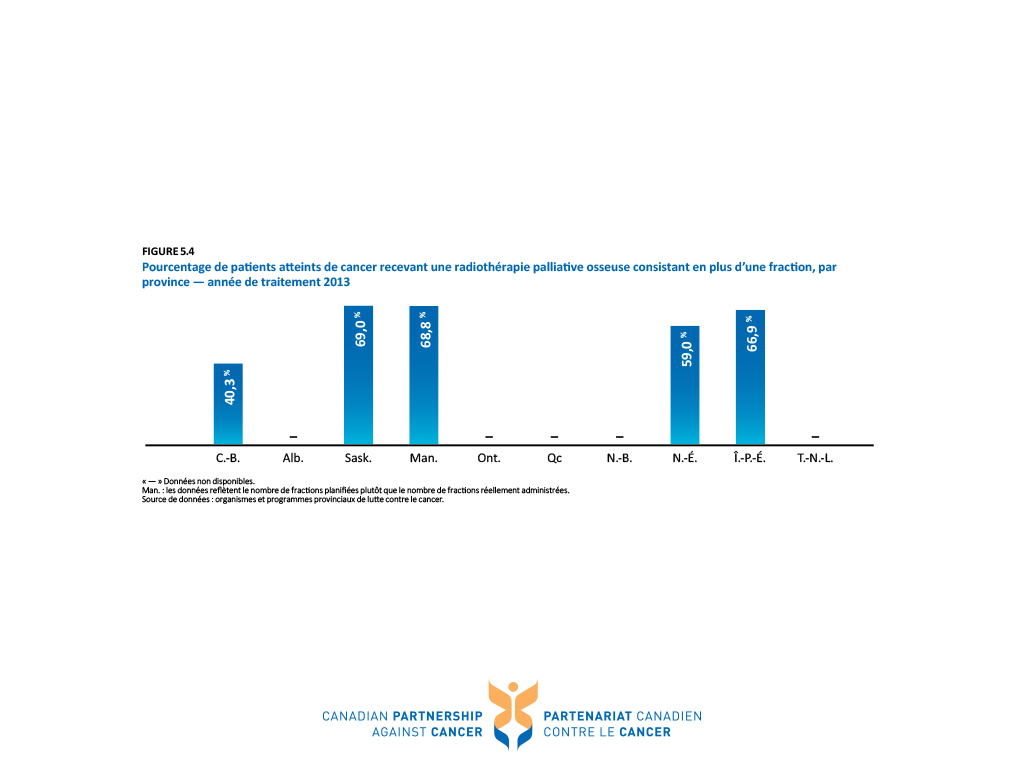 FIGURE 5.4
Pourcentage de patients atteints de cancer recevant une radiothérapie palliative osseuse consistant en plus d’une fraction, par
province — année de traitement 2013
40,3 %
–
69,0 %
68,8 %
–
–
–
59,0 %
66,9 %
–
C.-B. Alb. Sask. Man. Ont. Qc N.-B. N.-É. Î.-P.-É. T.-N.-L.
« — » Données non disponibles.
Man. : les données reflètent le nombre de fractions planifiées plutôt que le nombre de fractions réellement administrées.
Source de données : organismes et programmes provinciaux de lutte contre le cancer.
CANADIAN PARTNERSHIP
AGAINST CANCER
PARTENARIAT CANADIEN
CONTRE LE CANCER